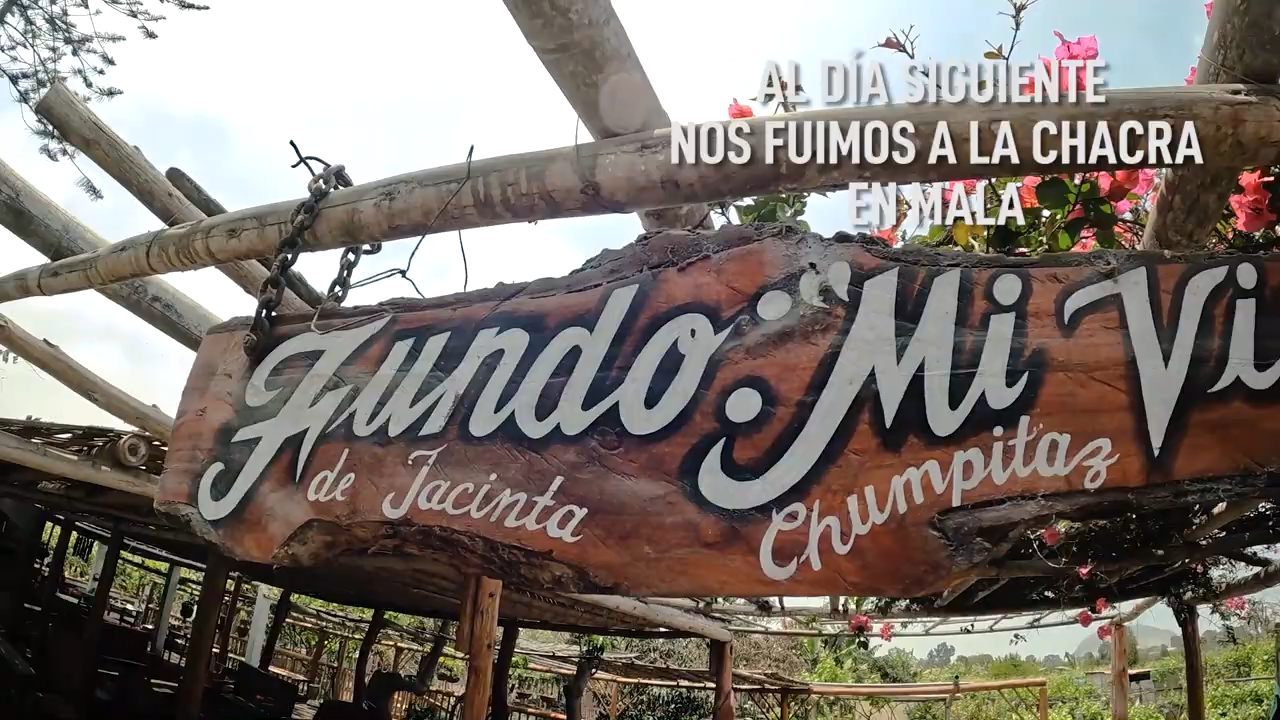 AL DÍA SIGUIENTE
NOS FUIMOS A LA CHACRA
EN MALA
Fundo: "Mi Vi
de Jacinta Chumpitaz